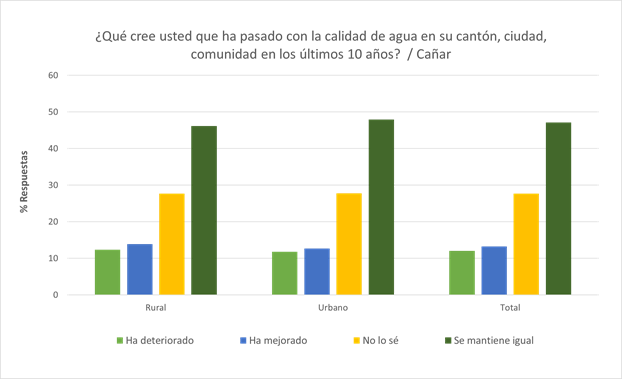 ¿Qué cree usted que ha pasado con la calidad de agua en su cantón, ciudad,
comunidad en los últimos 10 años?  / Cañar
60
50
40
30
20
10
0
% Respuestas
Rural
Urbano
Total
Ha deteriorado
Ha mejorado
No lo sé
Se mantiene igual